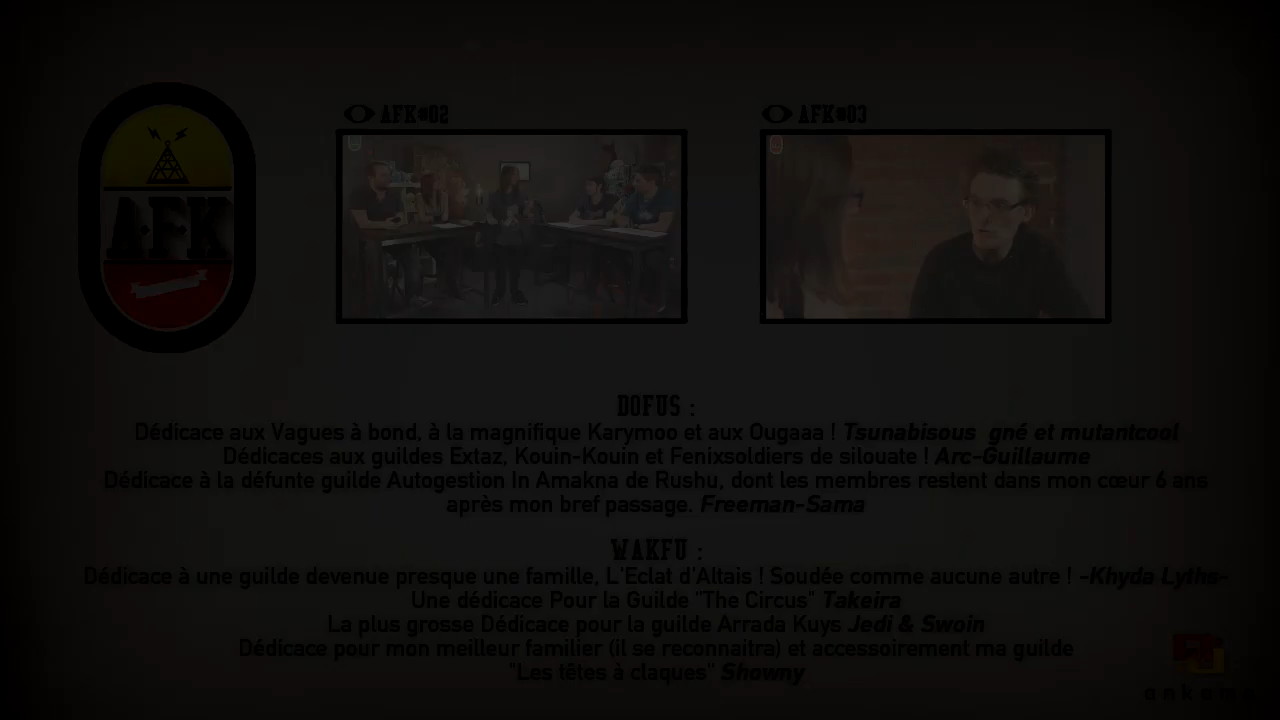 AFK#02
AFK#03
AFK
DOFUS :
Dédicace aux Vagues à bond, à la magnifique Karymoo et aux Ougaaa ! Tsunabisous gné et mutantcool
Dédicaces aux guildes Extaz, Kouin-Kouin et Fenixsoldiers de silouate ! Arc-Guillaume
Dédicace à la défunte guilde Autogestion In Amakna de Rushu, dont les membres restent dans mon cœur 6 ans
après mon bref passage. Freeman-Sama
WAKFU :
Dédicace à une guilde devenue presque une famille, L'Eclat d'Altais ! Soudée comme aucune autre ! -Khyda Lyths-
Une dédicace Pour la Guilde "The Circus" Takeira
La plus grosse Dédicace pour la guilde Arrada Kuys Jedi & Swoin
Dédicace pour mon meilleur familier (il se reconnaitra) et accessoirement ma guilde
"Les têtes à claques" Showny
ankama